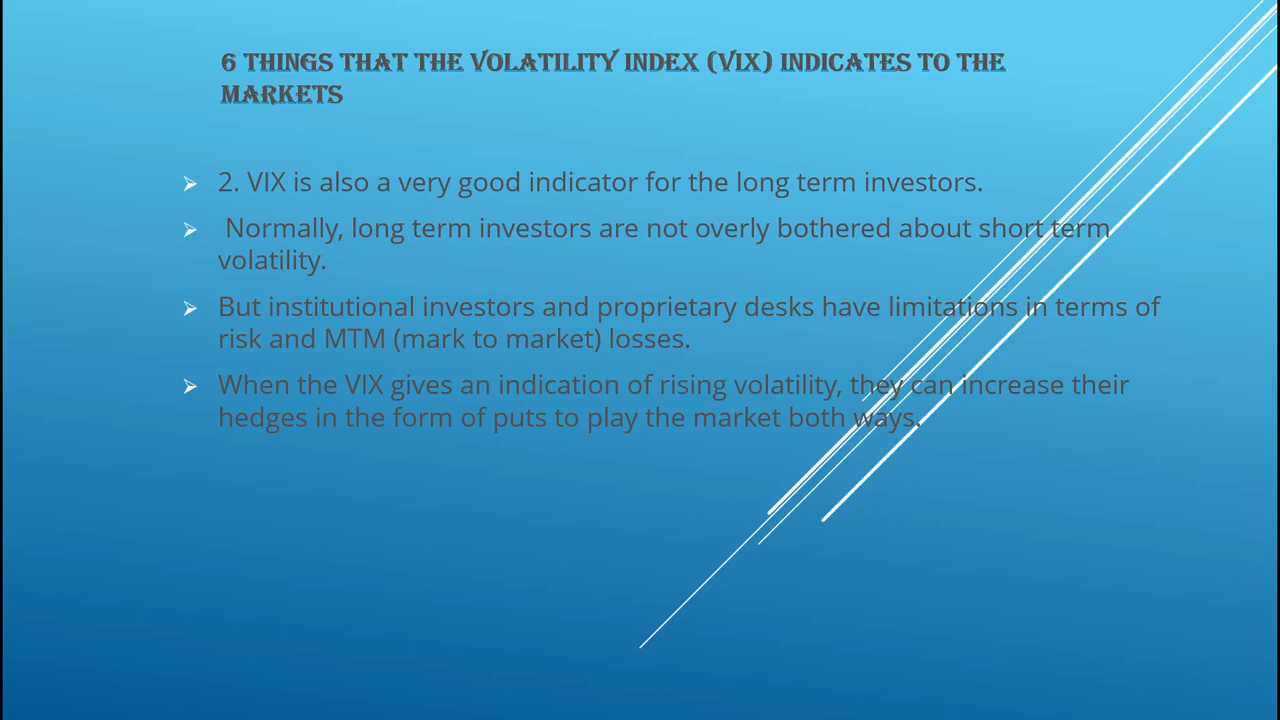 6 THINGS THAT THE VOLATILITY INDEX (VIX) INDICATES TO THE
MARKETS
2. VIX is also a very good indicator for the long term investors.
Normally, long term investors are not overly bothered about short term
volatility.
But institutional investors and proprietary desks have limitations in terms of
risk and MTM (mark to market) losses.
When the VIX gives an indication of rising volatility, they can increase their
hedges in the form of puts to play the market both ways.